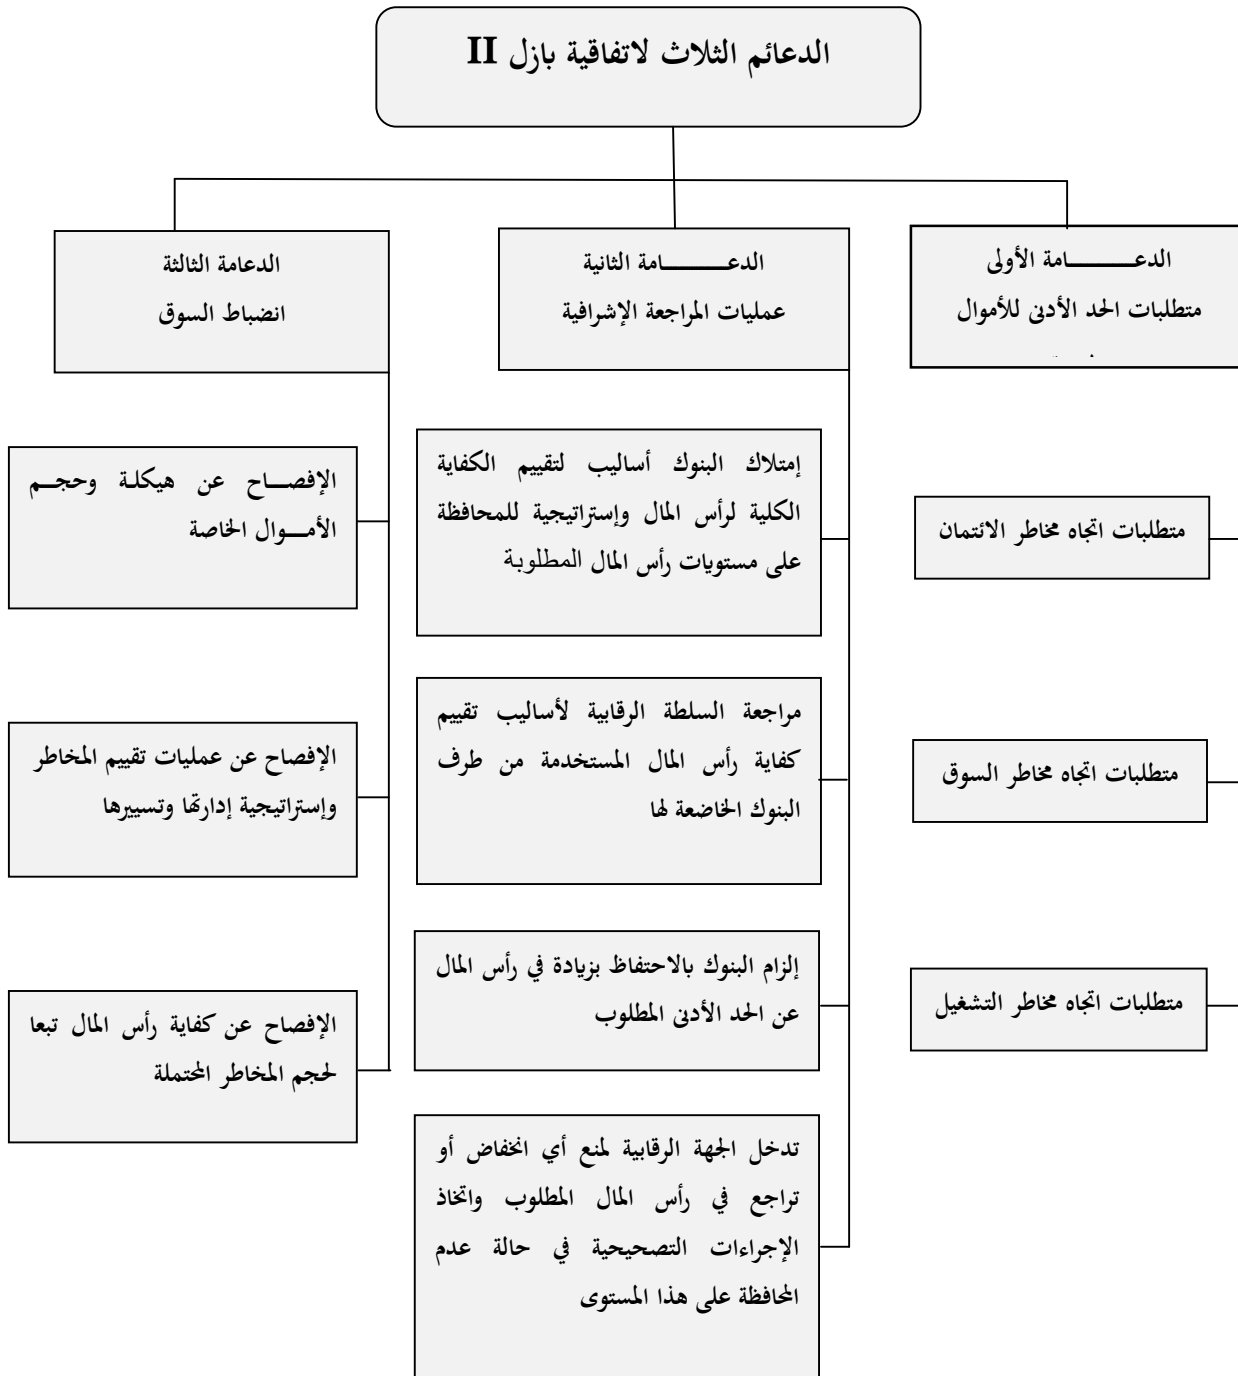 الدعائم الثلاث لاتفاقية بازل II
الدعـــــــــامة الأولى
متطلبات الحد الأدنى للأموال
الدعـــــــــامة الثانية
عمليات المراجعة الإشرافية
الدعامة الثالثة
انضباط السوق
متطلبات اتجاه مخاطر الائتمان
متطلبات اتجاه مخاطر السوق
متطلبات اتجاه مخاطر التشغيل
إمتلاك البنوك أساليب لتقييم الكفاية
الكلية لرأس المال وإستراتيجية للمحافظة
على مستويات رأس المال المطلوبة
مراجعة السلطة الرقابية لأساليب تقييم
كفاية رأس المال المستخدمة من طرف
البنوك الخاضعة لها
إلزام البنوك بالاحتفاظ بزيادة في رأس المال
عن الحد الأدنى المطلوب
تدخل الجهة الرقابية لمنع أي انخفاض أو
تراجع في رأس المال المطلوب واتخاذ
الإجراءات التصحيحية في حالة عدم
المحافظة على هذا المستوى
الإفصـــاح عن هيكلـة وحجــم
الأمـــوال الخاصة
الإفصاح عن عمليات تقييم المخاطر
وإستراتيجية إدارتها وتسييرها
الإفصاح عن كفاية رأس المال تبعا
لحجم المخاطر المحتملة